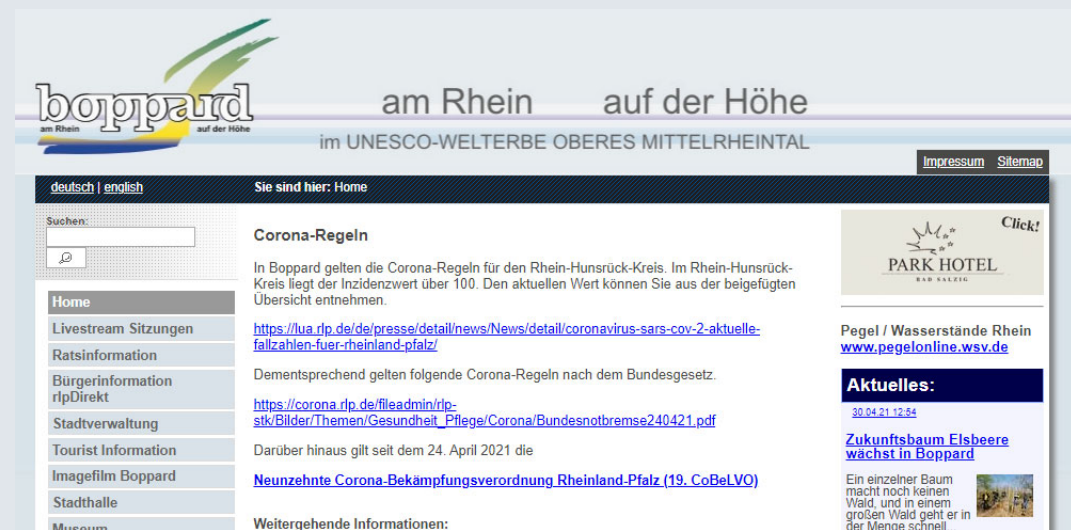 boppard
am Rhein auf der Höhe
am Rhein auf der Höhe
im UNESCO-WELTERBE OBERES MITTELRHEINTAL
Impressum Sitemap
deutsch | english
Sie sind hier: Home
Suchen:
Home
Livestream Sitzungen
Ratsinformation
Bürgerinformation
rlpDirekt
Stadtverwaltung
Tourist Information
Imagefilm Boppard
Stadthalle
Museum
Corona-Regeln
In Boppard gelten die Corona-Regeln für den Rhein-Hunsrück-Kreis. Im Rhein-Hunsrück-
Kreis liegt der Inzidenzwert über 100. Den aktuellen Wert können Sie aus der beigefügten
Übersicht entnehmen.
https://lua.rlp.de/de/presse/detail/news/News/detail/coronavirus-sars-cov-2-aktuelle-
fallzahlen-fuer-rheinland-pfalz/
Dementsprechend gelten folgende Corona-Regeln nach dem Bundesgesetz.
https://corona.rlp.de/fileadmin/rlp-
stk/Bilder/Themen/Gesundheit_Pflege/Corona/Bundesnotbremse240421.pdf
Darüber hinaus gilt seit dem 24. April 2021 die
Neunzehnte Corona-Bekämpfungsverordnung Rheinland-Pfalz (19. CoBeLVO)
Weitergehende Informationen:
Click!
PARK HOTEL
BAD SALZIG
Pegel / Wasserstände Rhein
www.pegelonline.wsv.de
Aktuelles:
30.04.21 12:54
Zukunftsbaum Elsbeere
wächst in Boppard
Ein einzelner Baum
macht noch keinen
Wald, und in einem
großen Wald geht er in
der Menge schnell